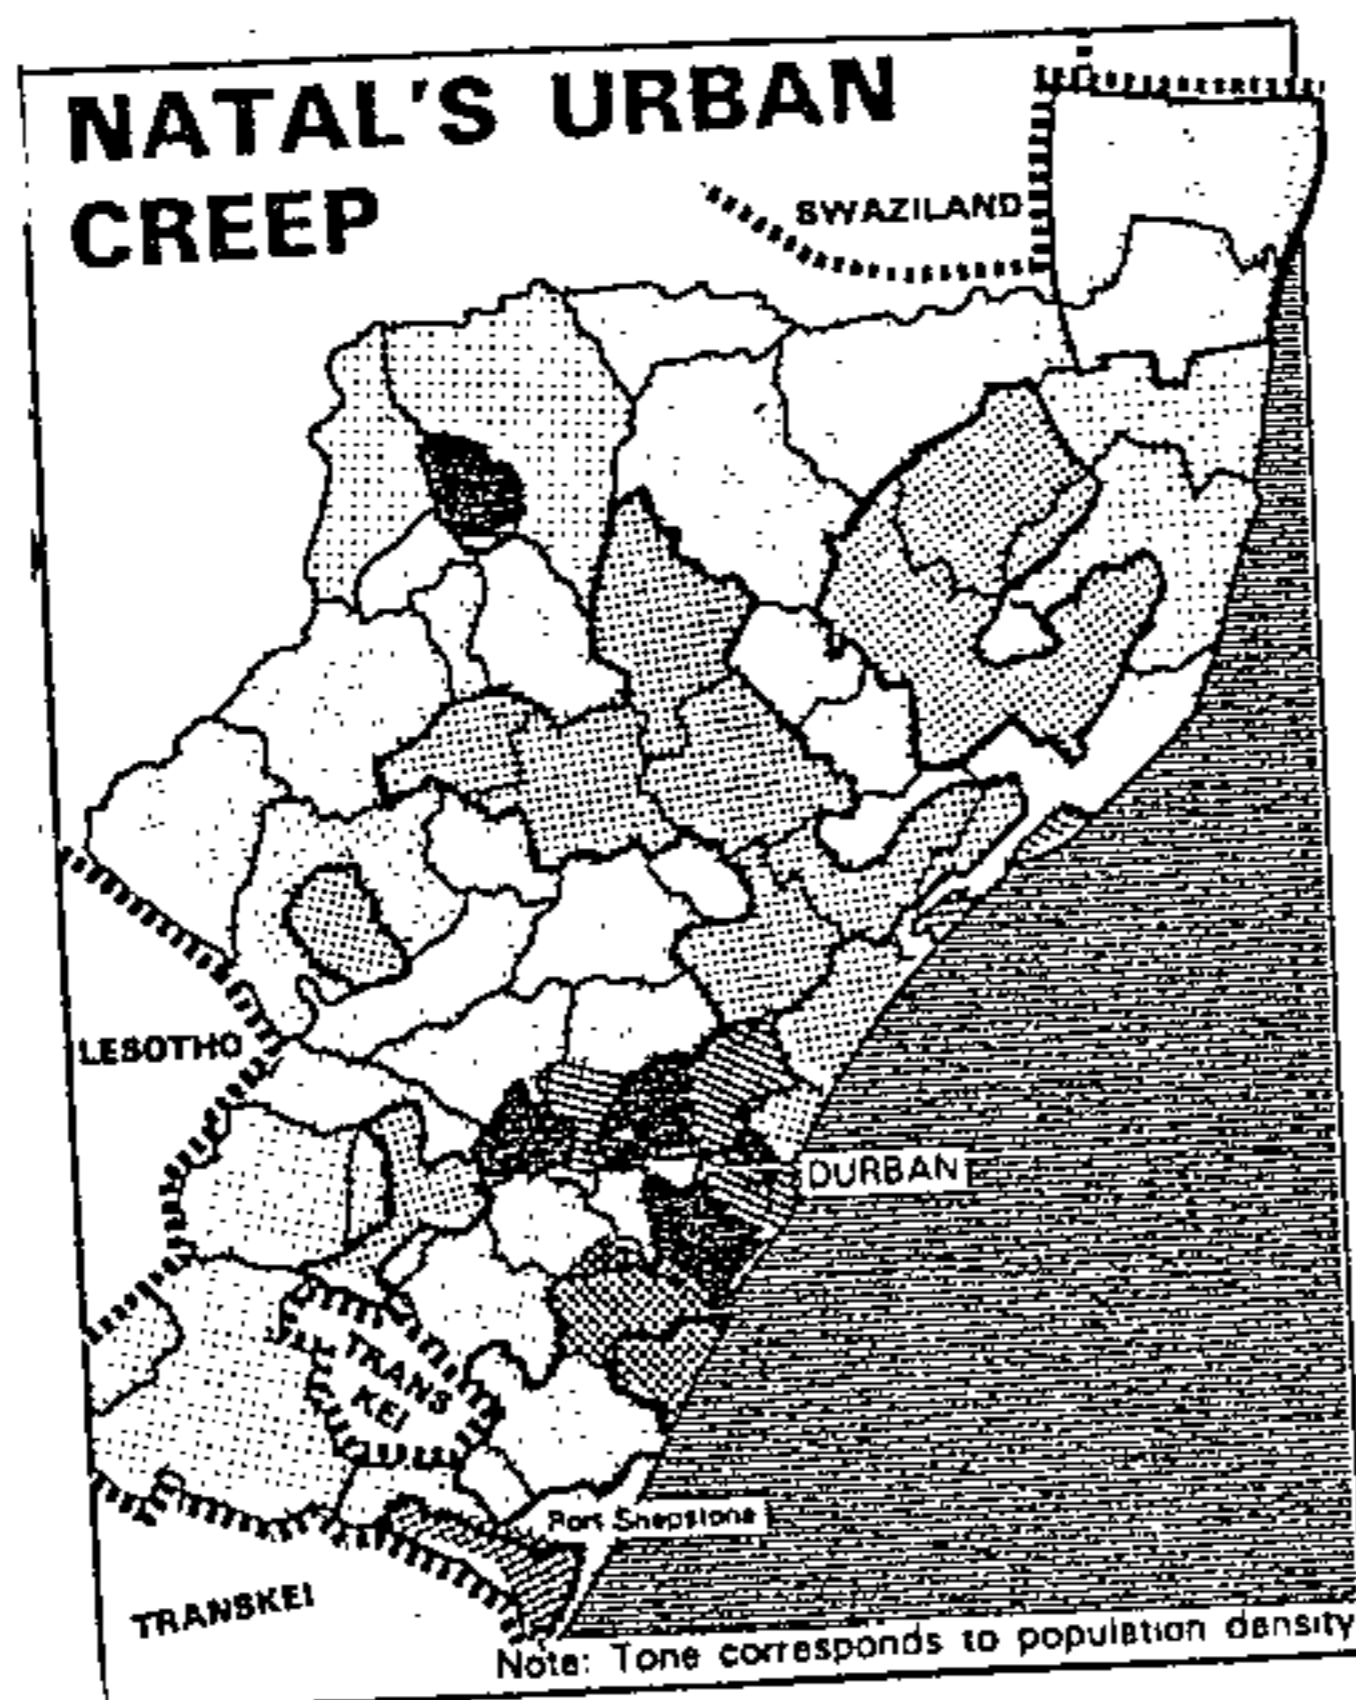 NATAL'S URBAN
CREEP
SWAZILAND
LESOTHO
DURBAN
TRANS
KEI
Port Shepstone
TRANSKEI
Note: Tone corresponds to population density